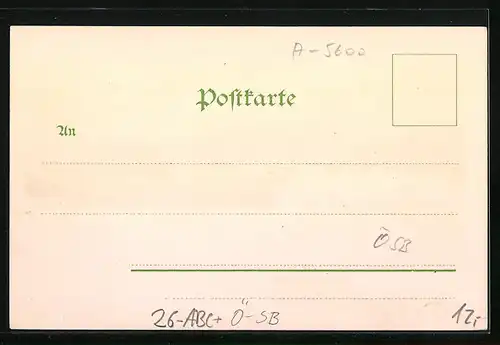 A-5600
Poſtkarte
An
ÖSB
26-ABC+ Ö-SB
12,-